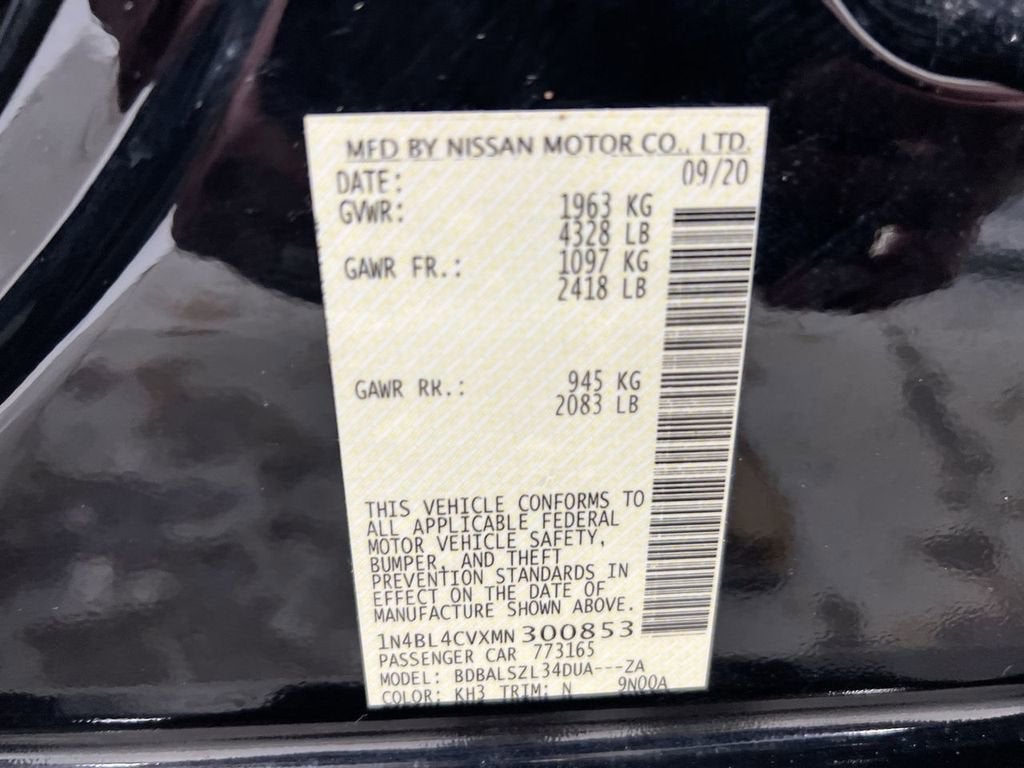 MFD BY NISSAN MOTOR CO., LTD.
DATE: 09/20
GVWR: 1963 KG
4328 LB
GAWR FR.: 1097 KG
2418 LB
GAWR RR.: 945 KG
2083 LB
THIS VEHICLE CONFORMS TO
ALL APPLICABLE FEDERAL
MOTOR VEHICLE SAFETY,
BUMPER, AND THEFT
PREVENTION STANDARDS IN
EFFECT ON THE DATE OF
MANUFACTURE SHOWN ABOVE.
1N4BL4CVXMN300853
PASSENGER CAR 773165
MODEL: BDBALSZL34DUA---ZA
COLOR: KH3 TRIM: N 9N00A